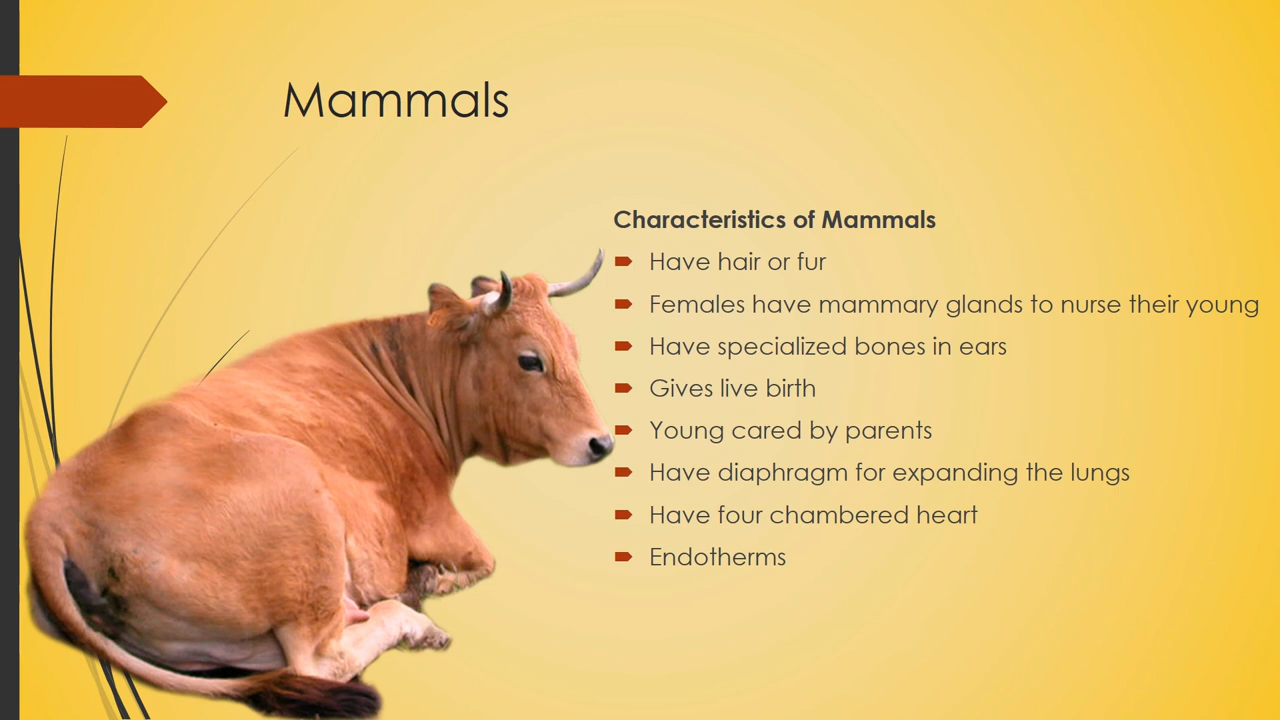 Mammals
Characteristics of Mammals
Have hair or fur
Females have mammary glands to nurse their young
Have specialized bones in ears
Gives live birth
Young cared by parents
Have diaphragm for expanding the lungs
Have four chambered heart
Endotherms